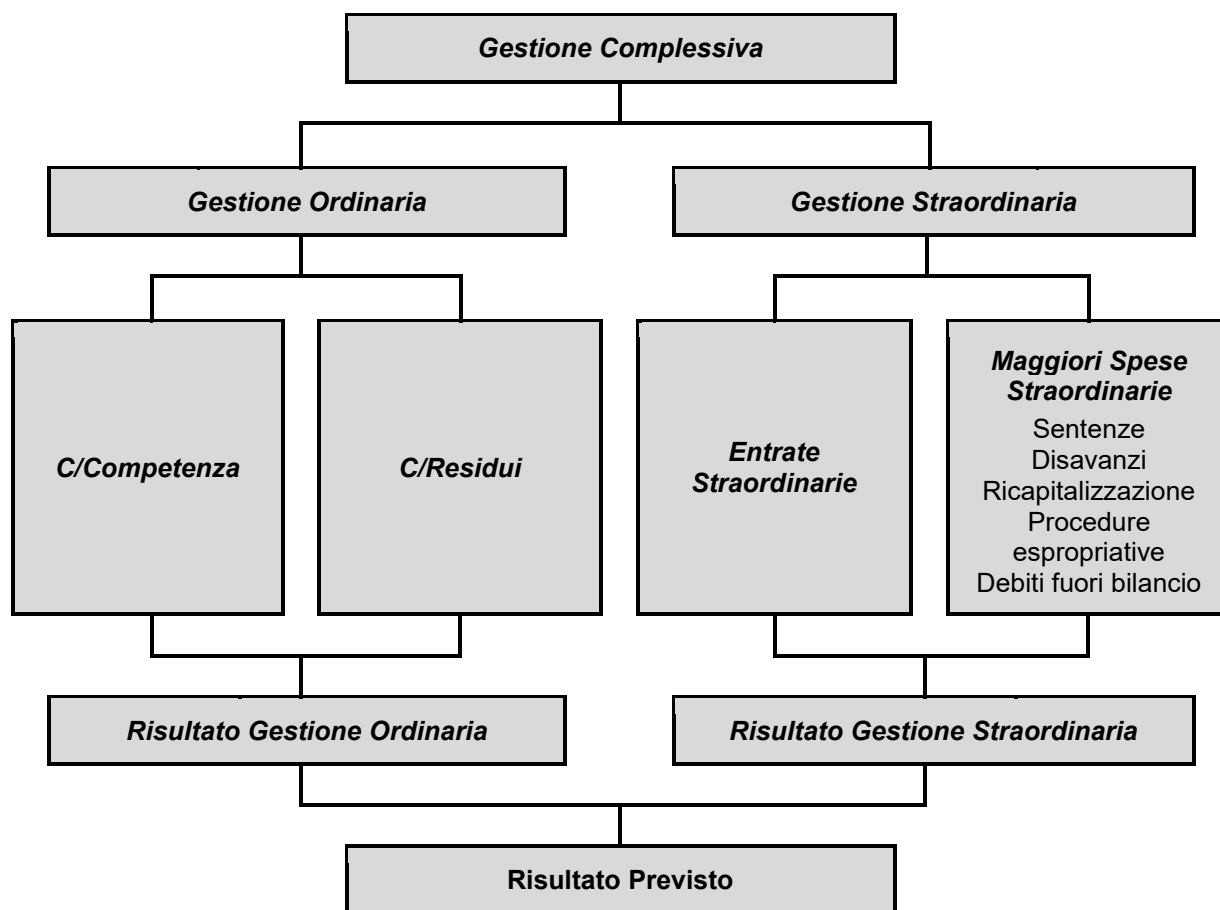 Gestione Complessiva
Gestione Ordinaria
Gestione Straordinaria
C/Competenza
C/Residui
Entrate
Straordinarie
Maggiori Spese
Straordinarie
Sentenze
Disavanzi
Ricapitalizzazione
Procedure
espropriative
Debiti fuori bilancio
Risultato Gestione Ordinaria
Risultato Gestione Straordinaria
Risultato Previsto